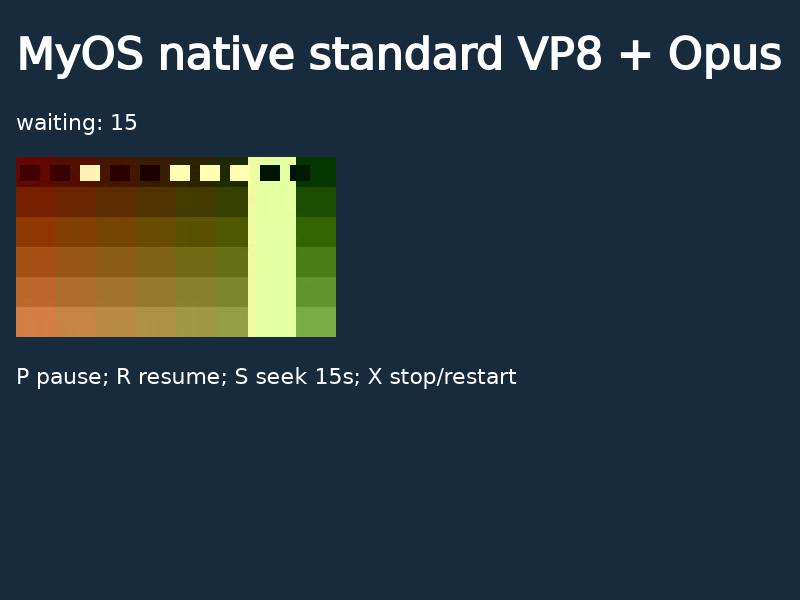 MyOS native standard VP8 + Opus
waiting: 15
P pause; R resume; S seek 15s; X stop/restart